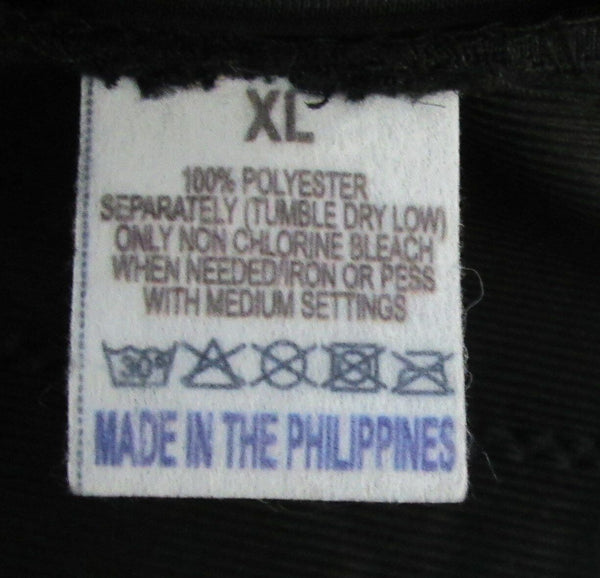 XL
100% POLYESTER
SEPARATELY (TUMBLE DRY LOW)
ONLY NON CHLORINE BLEACH
WHEN NEEDED/IRON OR PESS
WITH MEDIUM SETTINGS
30°
MADE IN THE PHILIPPINES